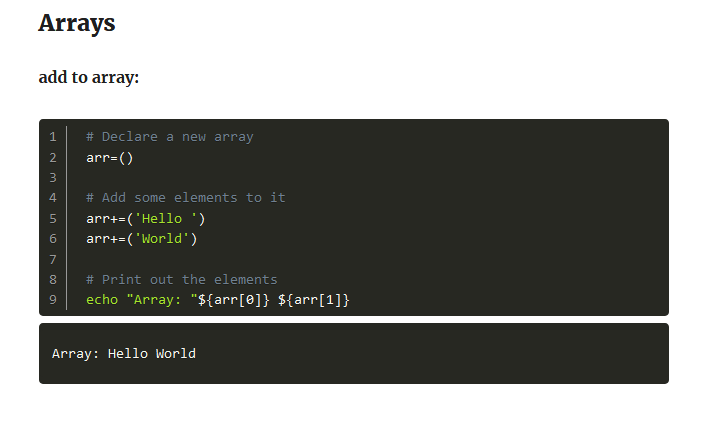 Arrays
add to array:
1 # Declare a new array
2 arr=()
3
4 # Add some elements to it
5 arr+=('Hello ')
6 arr+=('World')
7
8 # Print out the elements
9 echo "Array: "${arr[0]} ${arr[1]}
Array: Hello World